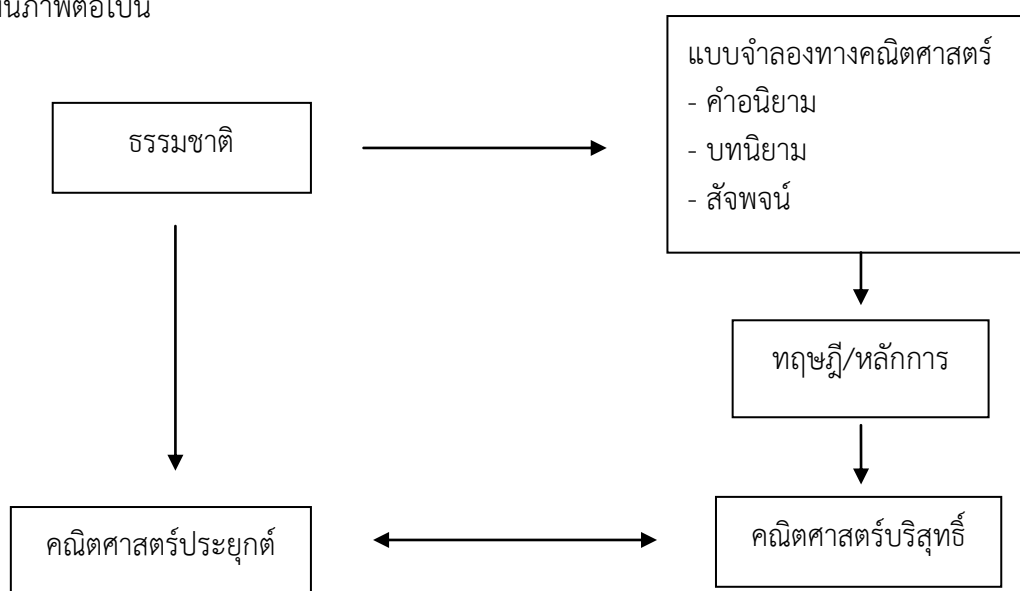 แบบจำลองทางคณิตศาสตร์
- คำอนิยาม
- บทนิยาม
- สัจพจน์
ธรรมชาติ
ทฤษฎี/หลักการ
คณิตศาสตร์ประยุกต์
คณิตศาสตร์บริสุทธิ์